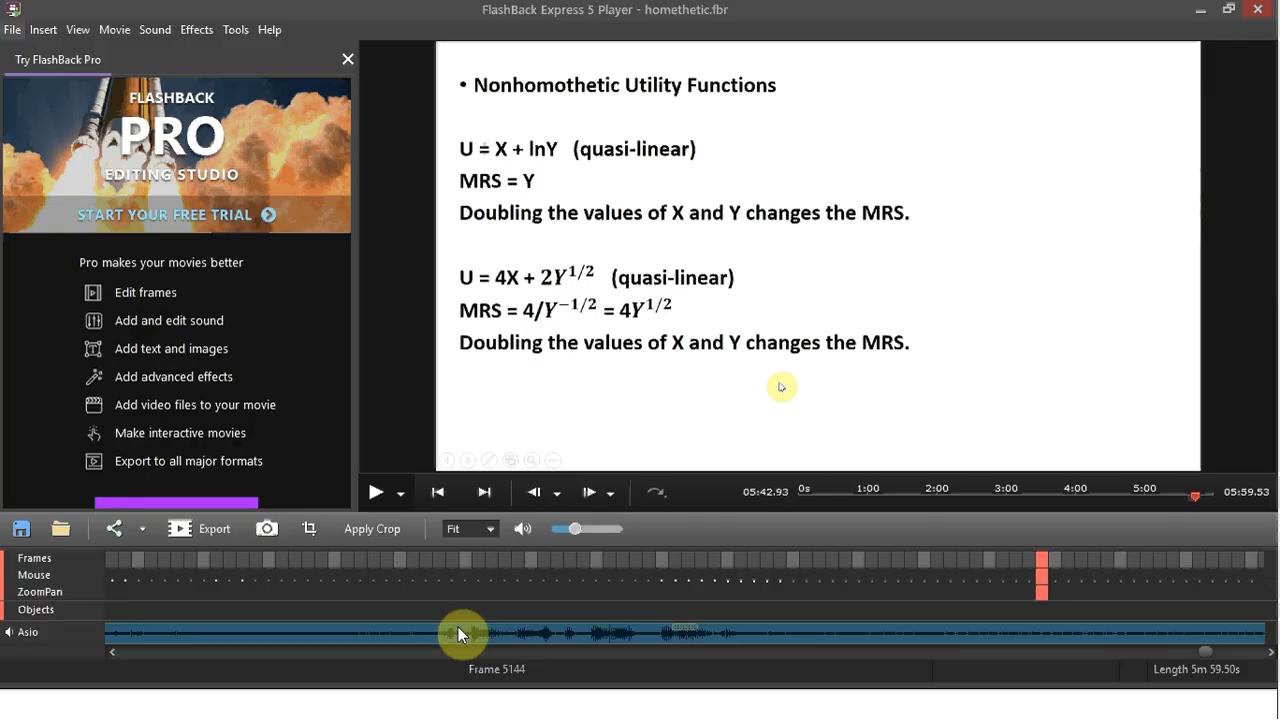 FlashBack Express 5 Player - homethetic.fbr
File Insert View Movie Sound Effects Tools Help
Try FlashBack Pro
FLASHBACK
PRO
EDITING STUDIO
START YOUR FREE TRIAL
Pro makes your movies better
Edit frames
Add and edit sound
Add text and images
Add advanced effects
Add video files to your movie
Make interactive movies
Export to all major formats
• Nonhomothetic Utility Functions
U = X + lnY (quasi-linear)
MRS = Y
Doubling the values of X and Y changes the MRS.
U = 4X + 2Y^{1/2} (quasi-linear)
MRS = 4/Y^{−1/2} = 4Y^{1/2}
Doubling the values of X and Y changes the MRS.
05:42.93 0s 1:00 2:00 3:00 4:00 5:00 05:59.53
Export Apply Crop Fit
Frames
Mouse
ZoomPan
Objects
Asio
Frame 5144 Length 5m 59.50s